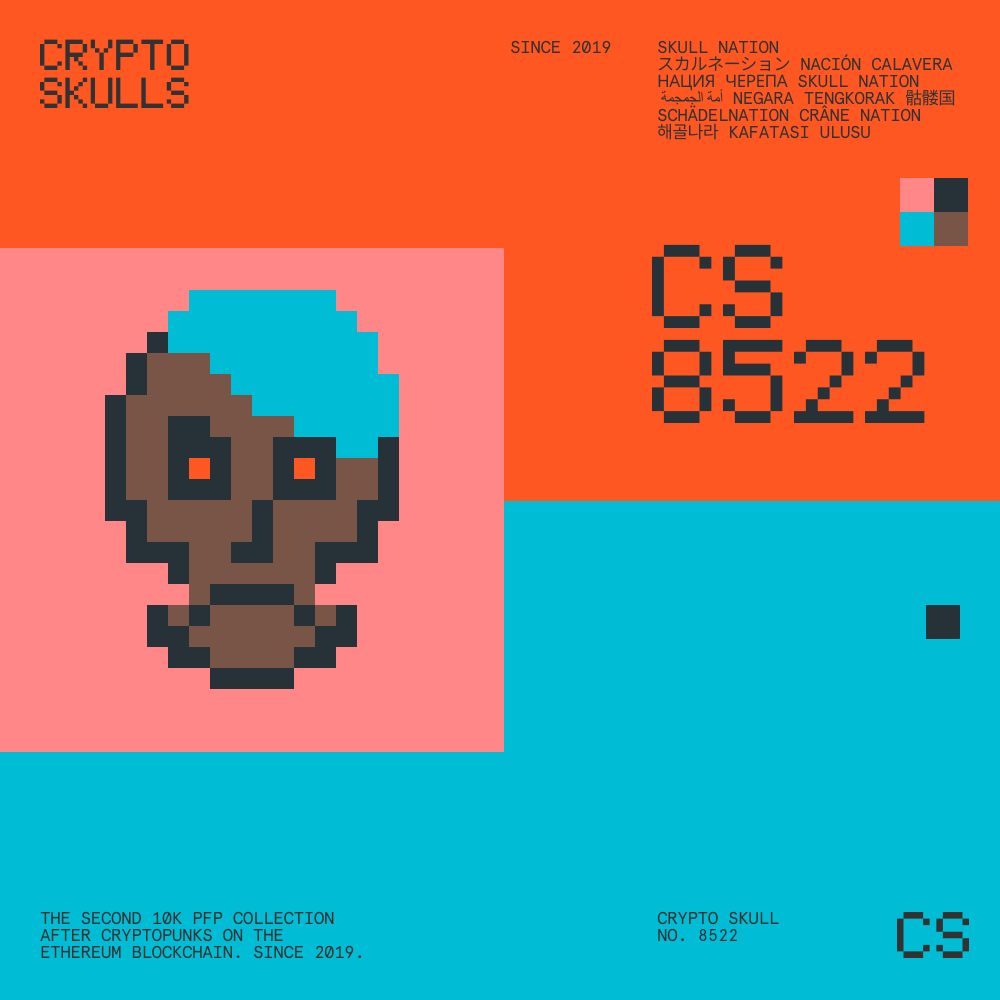 CRYPTO
SKULLS
SINCE 2019
SKULL NATION
スカルネーション NACIÓN CALAVERA
НАЦИЯ ЧЕРЕПА SKULL NATION
أمة الجمجمة NEGARA TENGKORAK 骷髅国
SCHÄDELNATION CRÂNE NATION
해골나라 KAFATASI ULUSU
CS
8522
THE SECOND 10K PFP COLLECTION
AFTER CRYPTOPUNKS ON THE
ETHEREUM BLOCKCHAIN. SINCE 2019.
CRYPTO SKULL
NO. 8522
CS